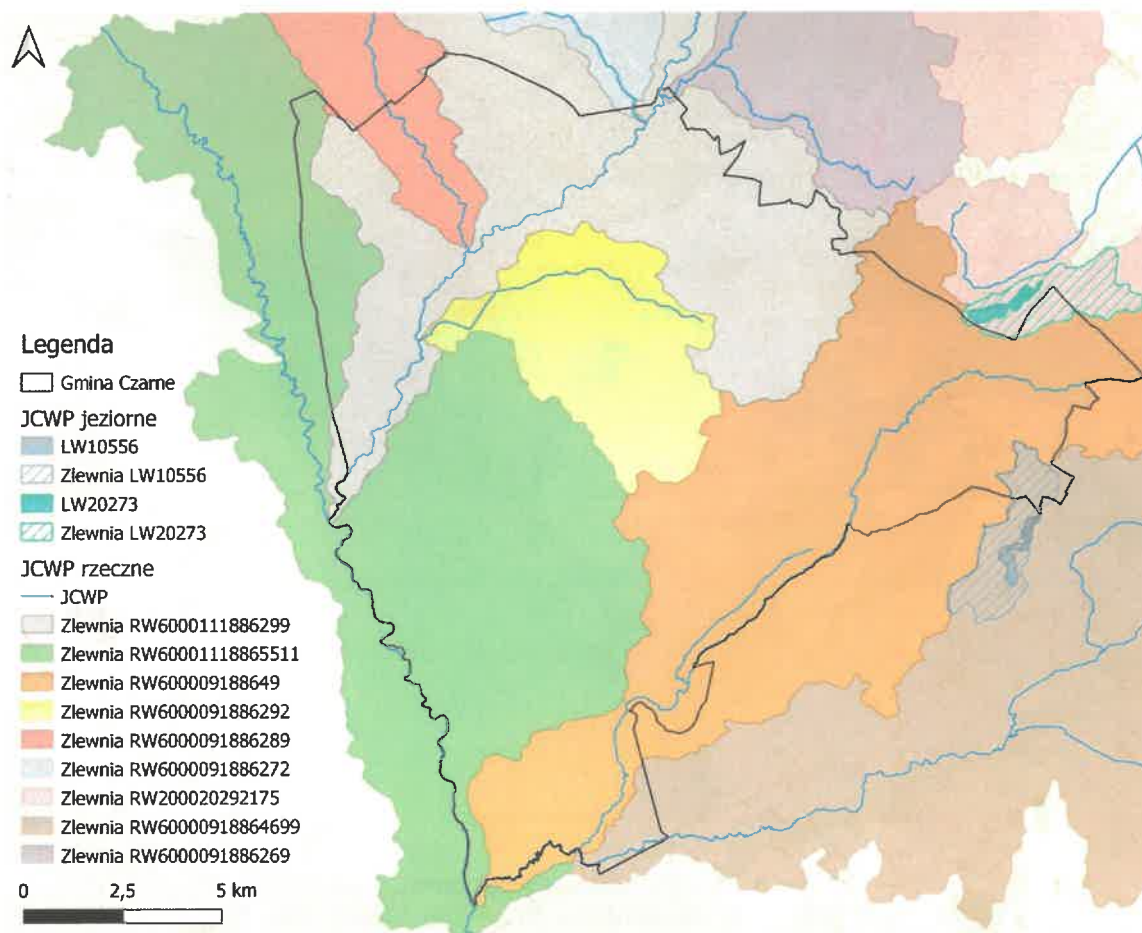 Legenda
Gmina Czarne
JCWP jeziorne
LW10556
Zlewnia LW10556
LW20273
Zlewnia LW20273
JCWP rzeczne
JCWP
Zlewnia RW6000111886299
Zlewnia RW60001118865511
Zlewnia RW600009188649
Zlewnia RW6000091886292
Zlewnia RW6000091886289
Zlewnia RW6000091886272
Zlewnia RW200020292175
Zlewnia RW60000918864699
Zlewnia RW6000091886269
0 2,5 5 km